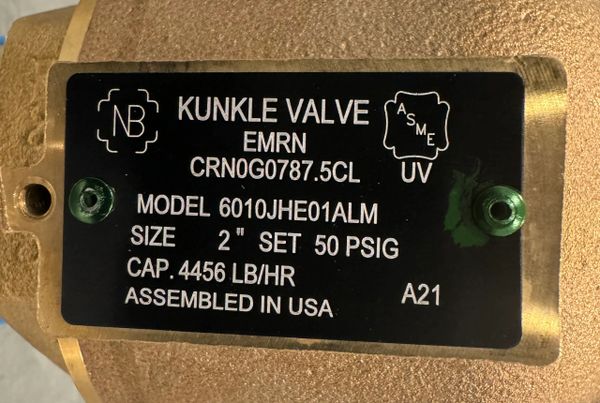 NB
KUNKLE VALVE
ASME
EMRN
CRN0G0787.5CL
UV
MODEL 6010JHE01ALM
SIZE 2" SET 50 PSIG
CAP. 4456 LB/HR
ASSEMBLED IN USA
A21